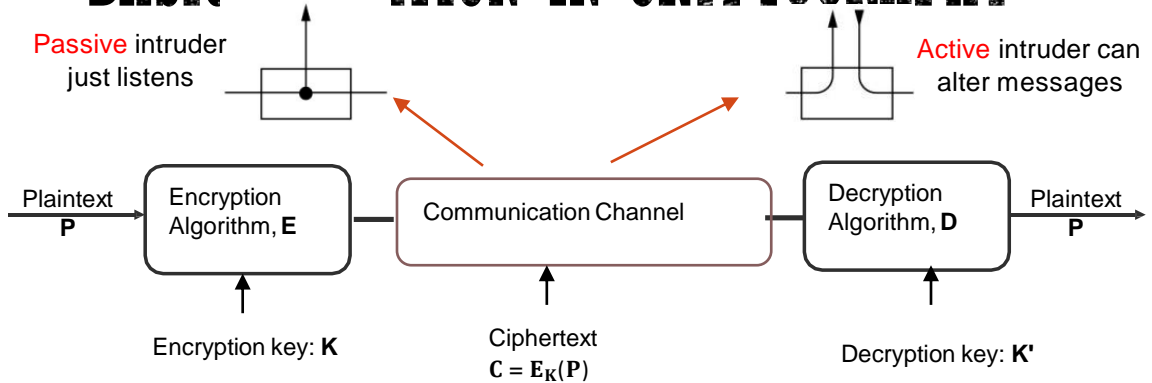 Passive intruder
just listens
Active intruder can
alter messages
Plaintext
P
Encryption
Algorithm, E
Communication Channel
Decryption
Algorithm, D
Plaintext
P
Encryption key: K
Ciphertext
C = E_K(P)
Decryption key: K'